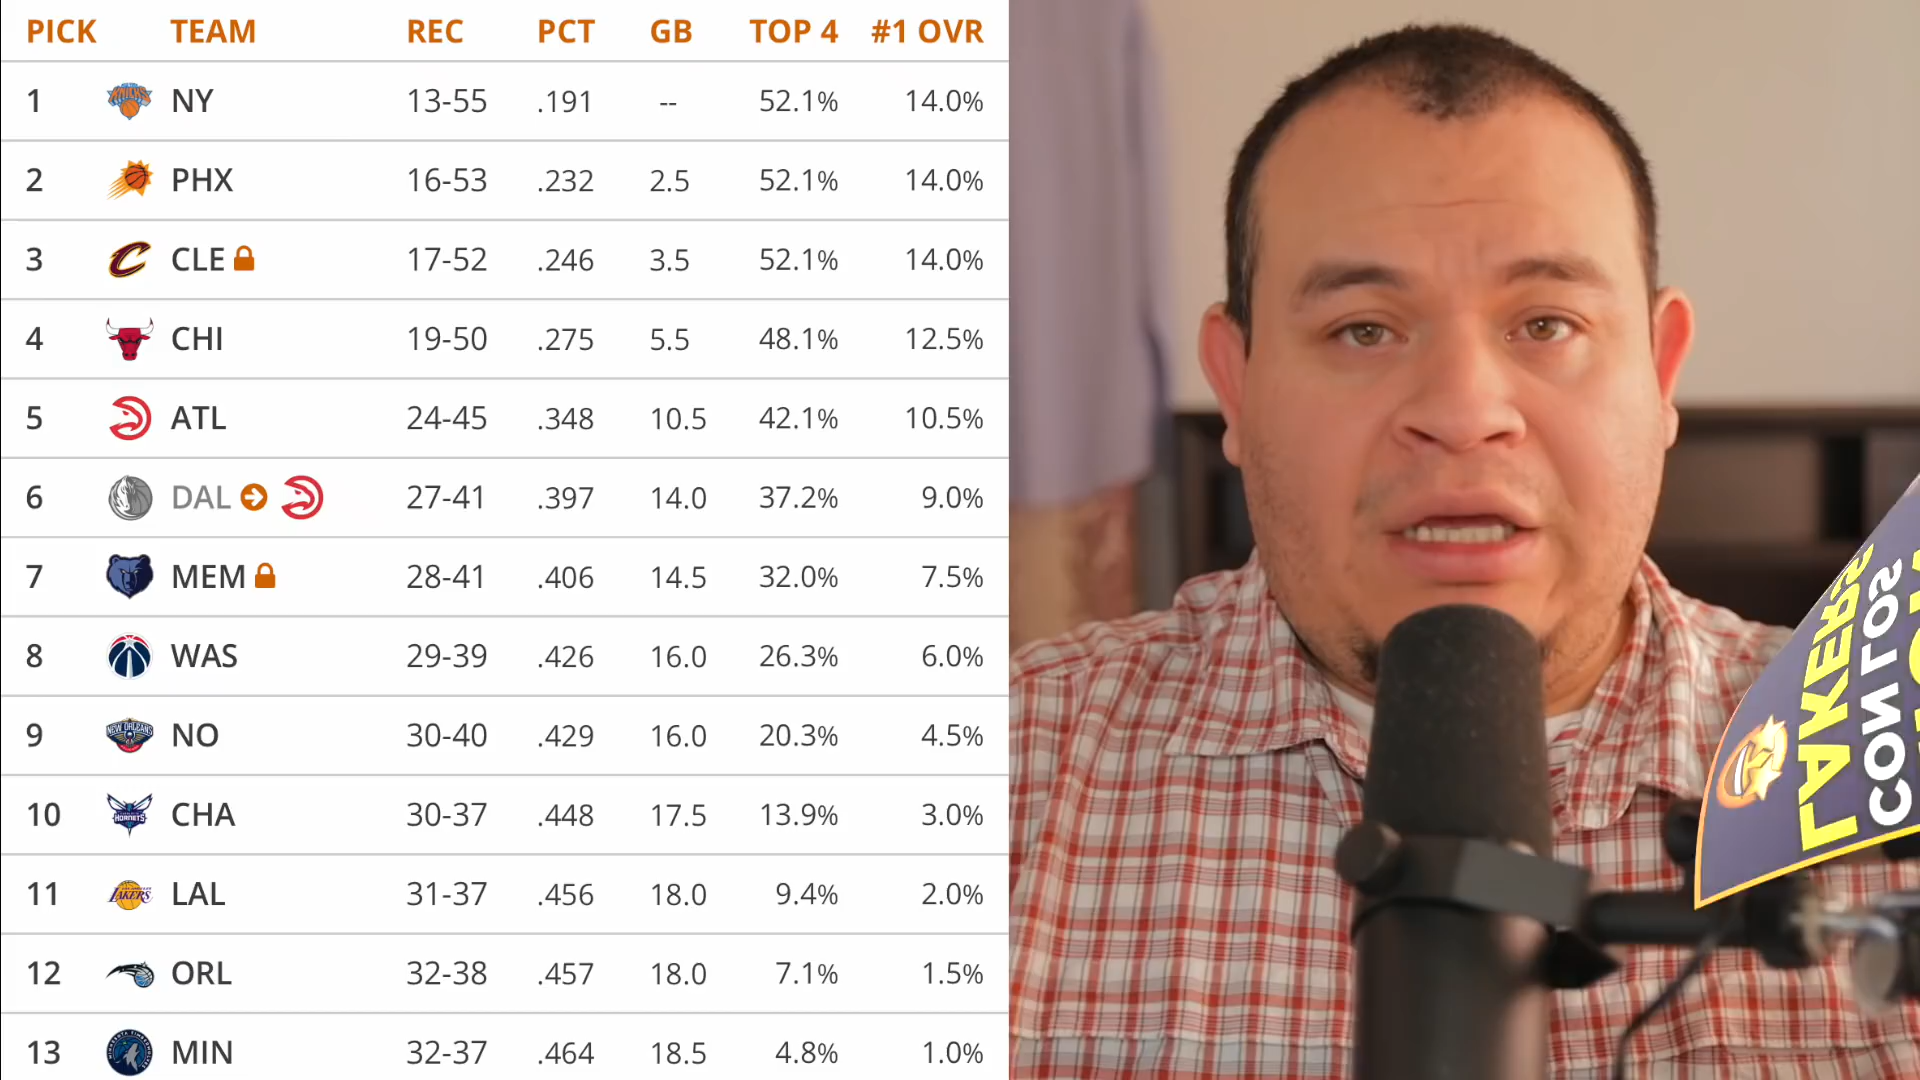 PICK TEAM REC PCT GB TOP 4 #1 OVR
1 NY 13-55 .191 -- 52.1% 14.0%
2 PHX 16-53 .232 2.5 52.1% 14.0%
3 CLE 17-52 .246 3.5 52.1% 14.0%
4 CHI 19-50 .275 5.5 48.1% 12.5%
5 ATL 24-45 .348 10.5 42.1% 10.5%
6 DAL 27-41 .397 14.0 37.2% 9.0%
7 MEM 28-41 .406 14.5 32.0% 7.5%
8 WAS 29-39 .426 16.0 26.3% 6.0%
9 NO 30-40 .429 16.0 20.3% 4.5%
10 CHA 30-37 .448 17.5 13.9% 3.0%
11 LAL 31-37 .456 18.0 9.4% 2.0%
12 ORL 32-38 .457 18.0 7.1% 1.5%
13 MIN 32-37 .464 18.5 4.8% 1.0%
LAKERS
CON LOS